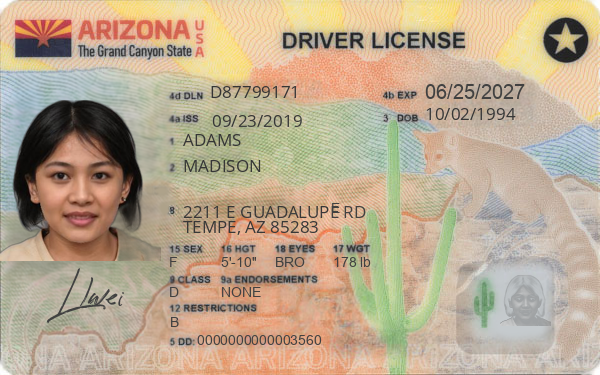 ARIZONA USA
The Grand Canyon State
DRIVER LICENSE
4d DLN D87799171
4b EXP 06/25/2027
4a ISS 09/23/2019
3 DOB 10/02/1994
1 ADAMS
2 MADISON
8 2211 E GUADALUPE RD
TEMPE, AZ 85283
15 SEX 16 HGT 18 EYES 17 WGT
F 5'-10" BRO 178 lb
9 CLASS 9a ENDORSEMENTS
D NONE
12 RESTRICTIONS
B
5 DD: 0000000000003560
ARIZONA ARIZONA ARIZONA ARIZONA